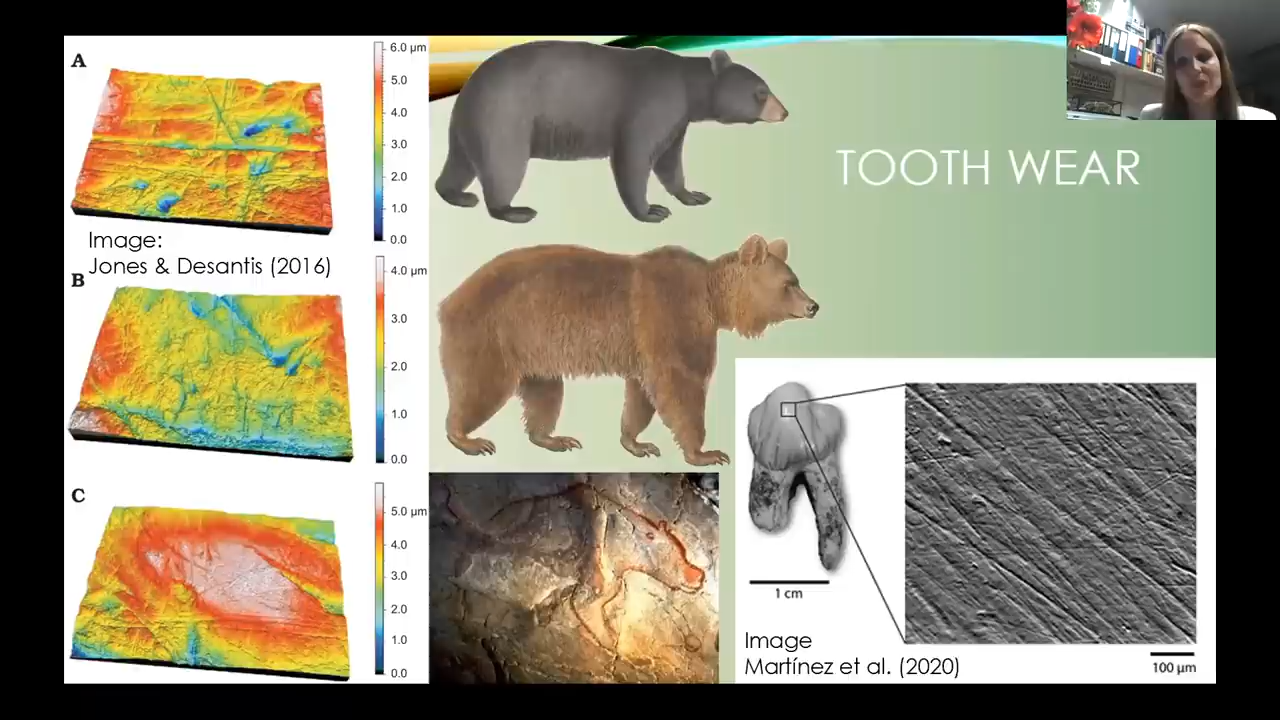 A
6.0 µm
5.0
4.0
3.0
2.0
1.0
0.0
Image:
Jones & Desantis (2016)
B
4.0 µm
3.0
2.0
1.0
0.0
C
5.0 µm
4.0
3.0
2.0
1.0
0.0
TOOTH WEAR
1 cm
Image
Martínez et al. (2020)
100 µm